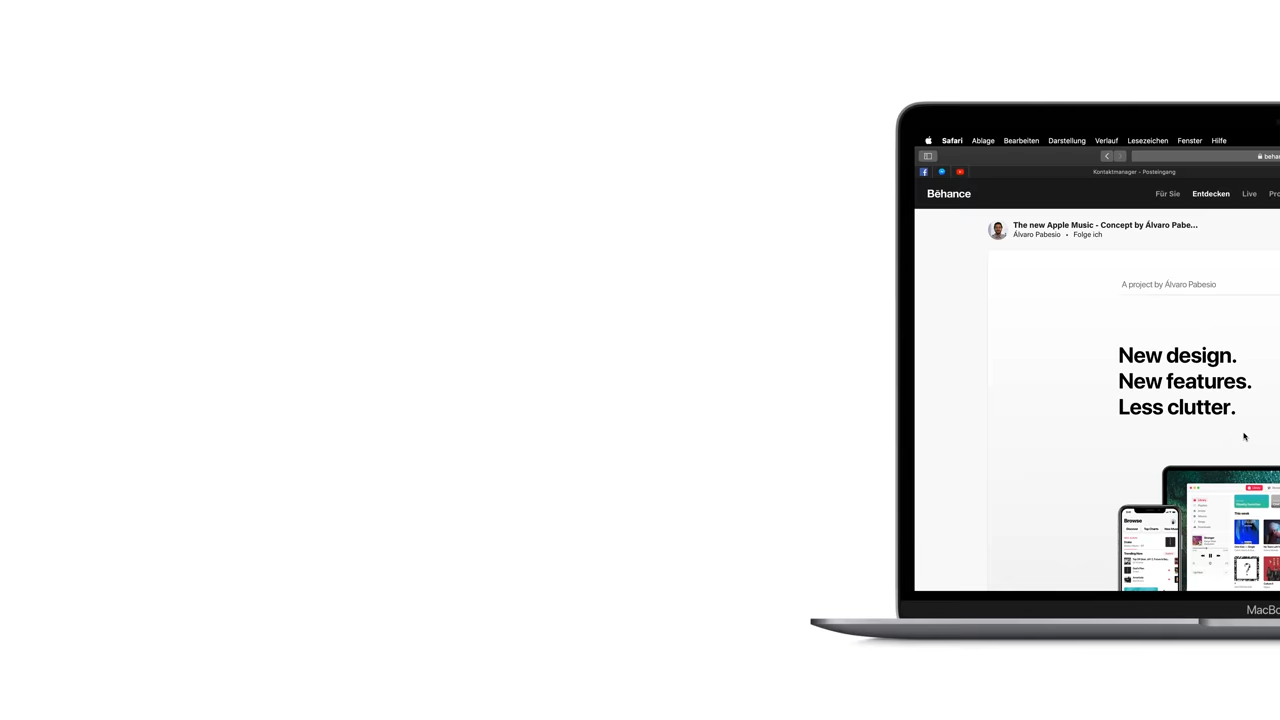 Safari Ablage Bearbeiten Darstellung Verlauf Lesezeichen Fenster Hilfe
Kontaktmanager – Posteingang
Bēhance Für Sie Entdecken Live
The new Apple Music - Concept by Álvaro Pabe...
Álvaro Pabesio • Folge ich
A project by Álvaro Pabesio
New design.
New features.
Less clutter.
Browse
This week